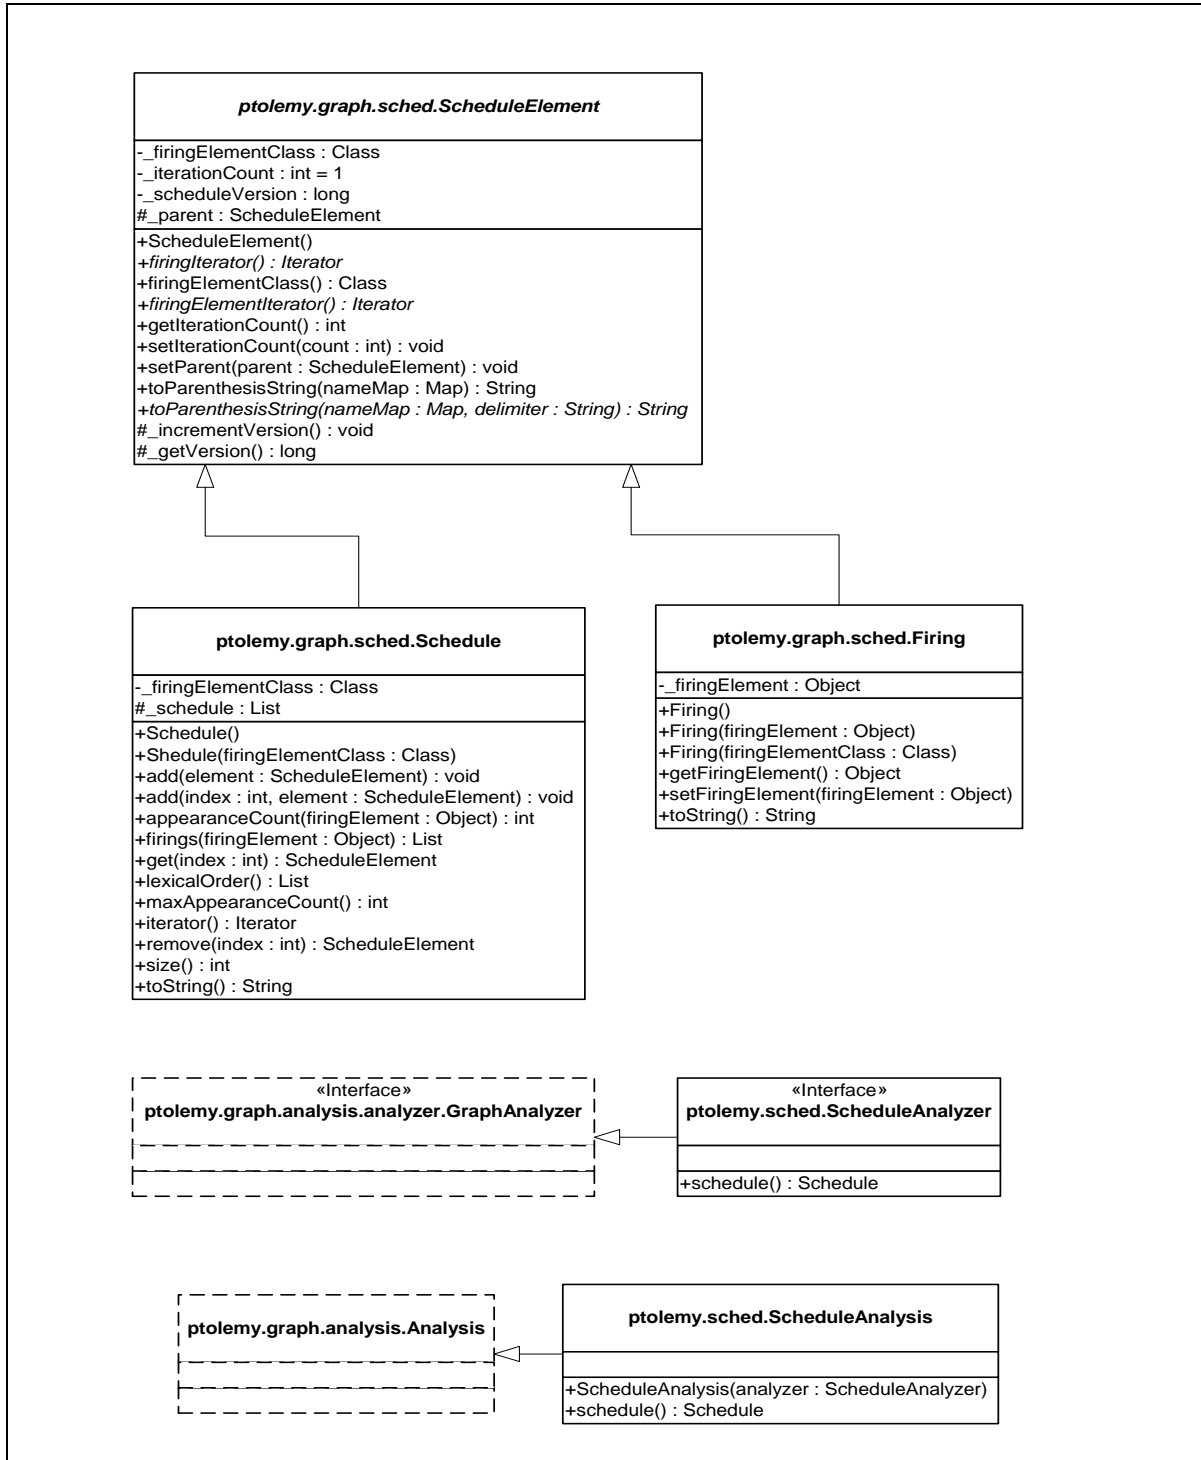 ptolemy.graph.sched.ScheduleElement
-_firingElementClass : Class
-_iterationCount : int = 1
-_scheduleVersion : long
#_parent : ScheduleElement
+ScheduleElement()
+firingIterator() : Iterator
+firingElementClass() : Class
+firingElementIterator() : Iterator
+getIterationCount() : int
+setIterationCount(count : int) : void
+setParent(parent : ScheduleElement) : void
+toParenthesisString(nameMap : Map) : String
+toParenthesisString(nameMap : Map, delimiter : String) : String
#_incrementVersion() : void
#_getVersion() : long
ptolemy.graph.sched.Schedule
-_firingElementClass : Class
#_schedule : List
+Schedule()
+Shedule(firingElementClass : Class)
+add(element : ScheduleElement) : void
+add(index : int, element : ScheduleElement) : void
+appearanceCount(firingElement : Object) : int
+firings(firingElement : Object) : List
+get(index : int) : ScheduleElement
+lexicalOrder() : List
+maxAppearanceCount() : int
+iterator() : Iterator
+remove(index : int) : ScheduleElement
+size() : int
+toString() : String
ptolemy.graph.sched.Firing
-_firingElement : Object
+Firing()
+Firing(firingElement : Object)
+Firing(firingElementClass : Class)
+getFiringElement() : Object
+setFiringElement(firingElement : Object)
+toString() : String
«Interface»
ptolemy.graph.analysis.analyzer.GraphAnalyzer
«Interface»
ptolemy.sched.ScheduleAnalyzer
+schedule() : Schedule
ptolemy.graph.analysis.Analysis
ptolemy.sched.ScheduleAnalysis
+ScheduleAnalysis(analyzer : ScheduleAnalyzer)
+schedule() : Schedule